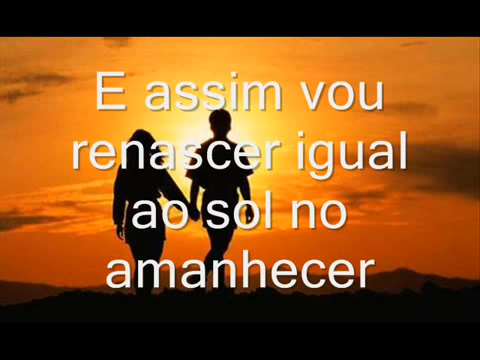 E assim vou
renascer igual
ao sol no
amanhecer